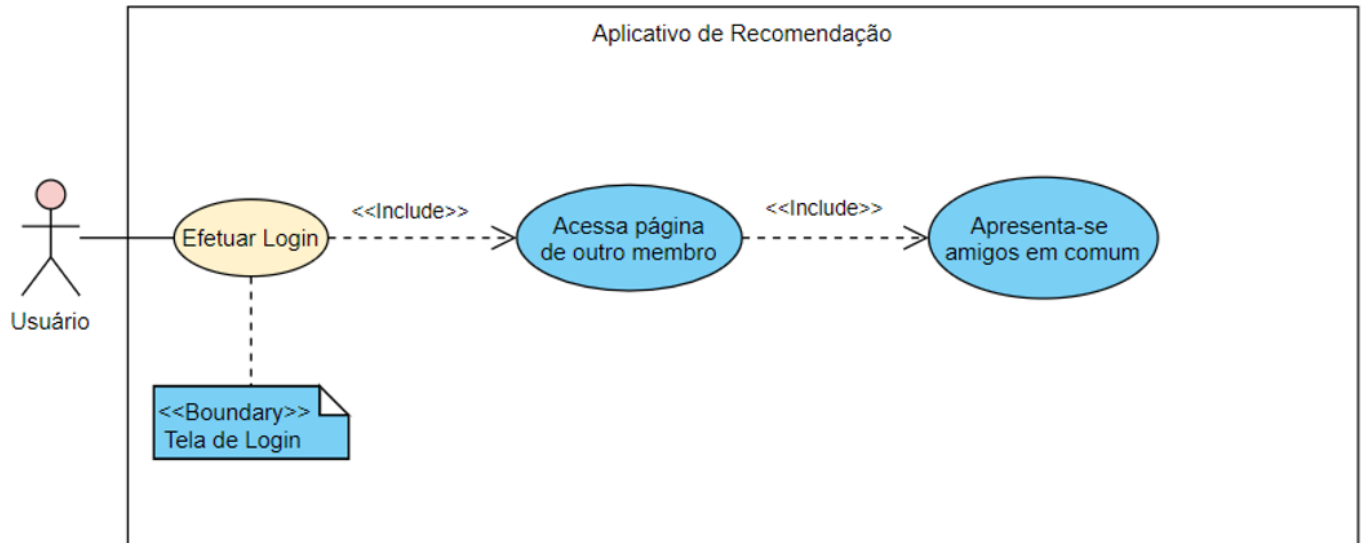 Aplicativo de Recomendação
Usuário
Efetuar Login
<<Include>>
Acessa página
de outro membro
<<Include>>
Apresenta-se
amigos em comum
<<Boundary>>
Tela de Login